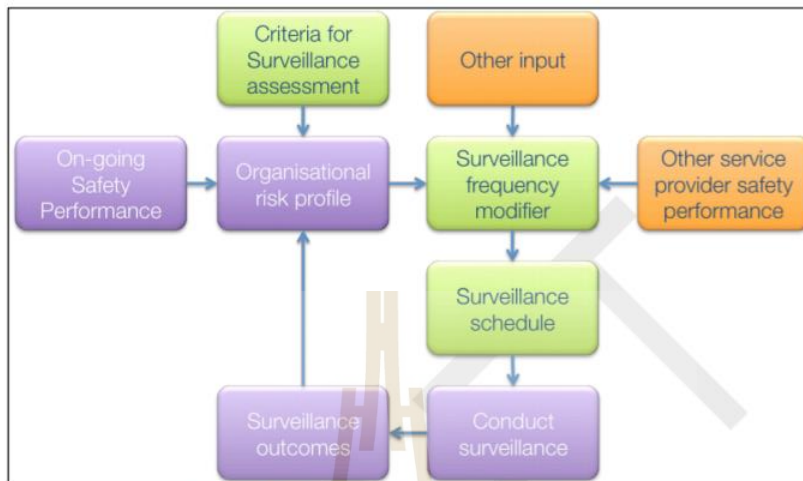 Criteria for
Surveillance
assessment
Other input
On-going
Safety
Performance
Organisational
risk profile
Surveillance
frequency
modifier
Other service
provider safety
performance
Surveillance
schedule
Surveillance
outcomes
Conduct
surveillance